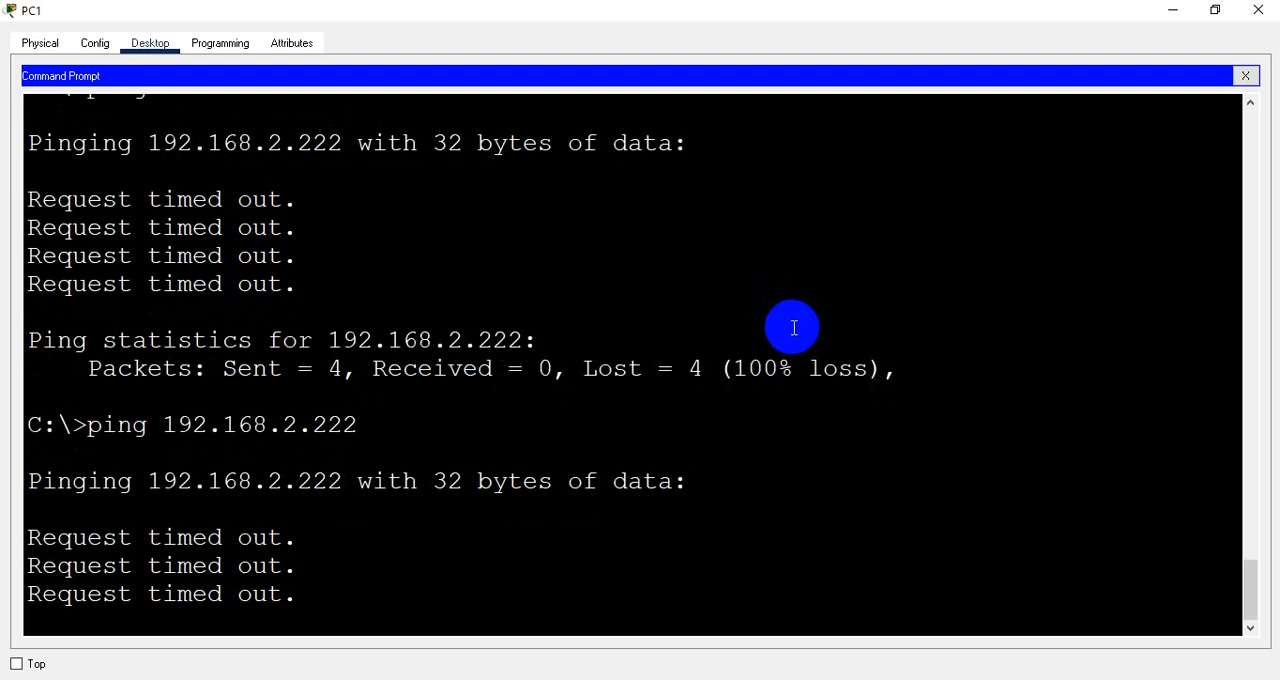 PC1
Physical Config Desktop Programming Attributes
Command Prompt X
Pinging 192.168.2.222 with 32 bytes of data:
Request timed out.
Request timed out.
Request timed out.
Request timed out.
Ping statistics for 192.168.2.222:
Packets: Sent = 4, Received = 0, Lost = 4 (100% loss),
C:\>ping 192.168.2.222
Pinging 192.168.2.222 with 32 bytes of data:
Request timed out.
Request timed out.
Request timed out.
Top